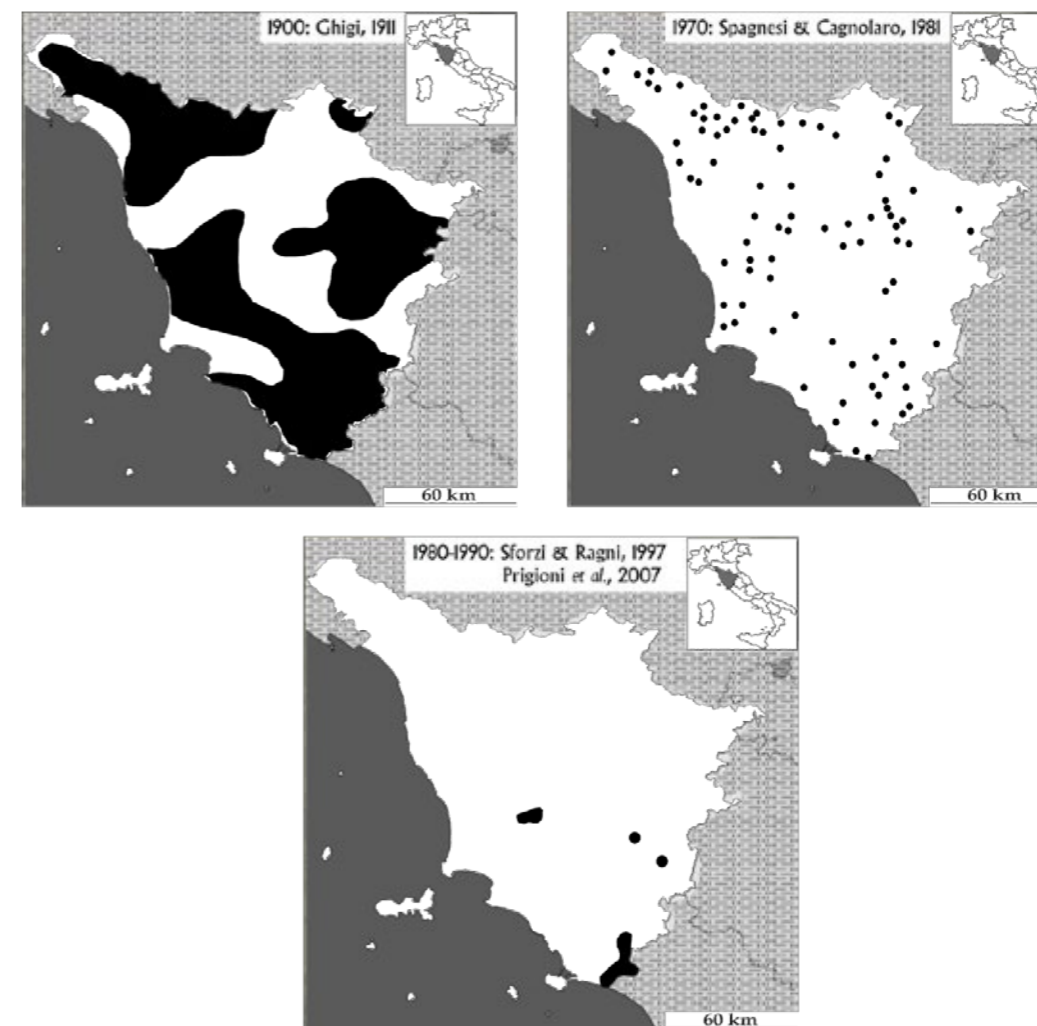 1900: Ghigi, 1911
60 km
1970: Spagnesi & Cagnolaro, 1981
60 km
1980-1990: Sforzi & Ragni, 1997
Prigioni et al., 2007
60 km